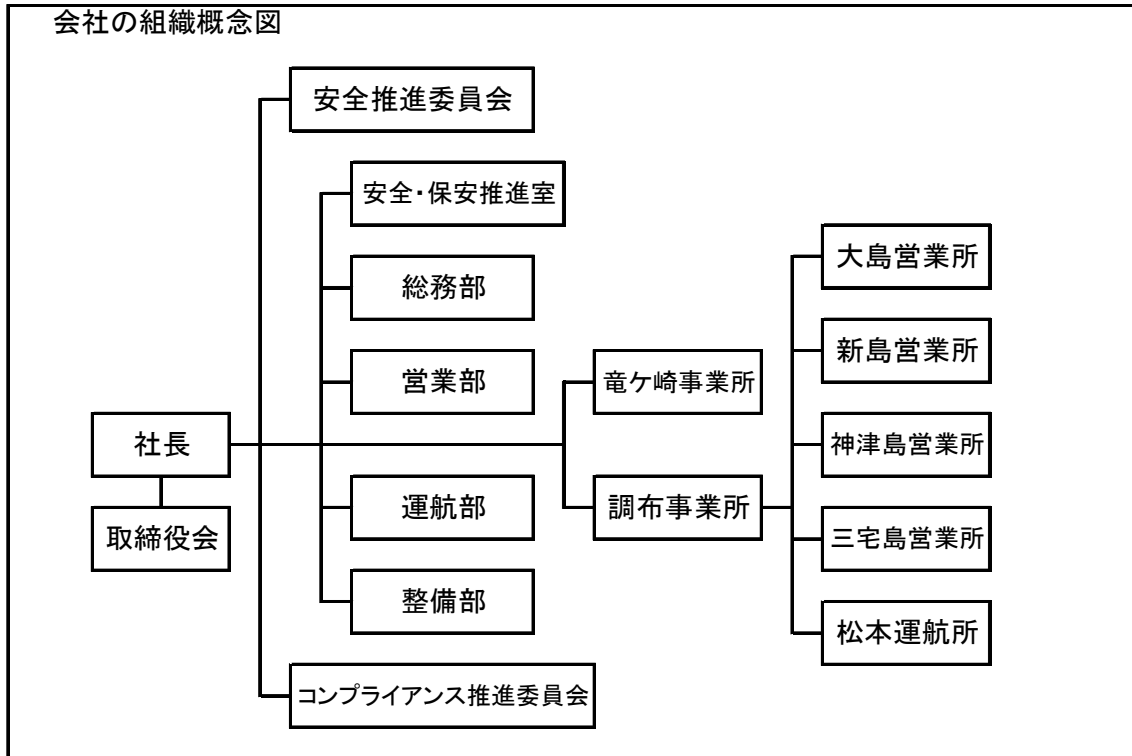 会社の組織概念図
安全推進委員会
安全・保安推進室
総務部
営業部
社長
取締役会
運航部
整備部
コンプライアンス推進委員会
竜ケ崎事業所
調布事業所
大島営業所
新島営業所
神津島営業所
三宅島営業所
松本運航所